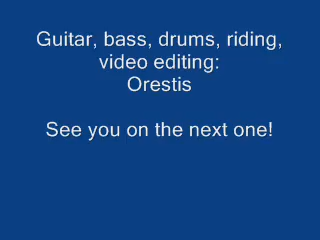 Guitar, bass, drums, riding,
video editing:
Orestis
See you on the next one!